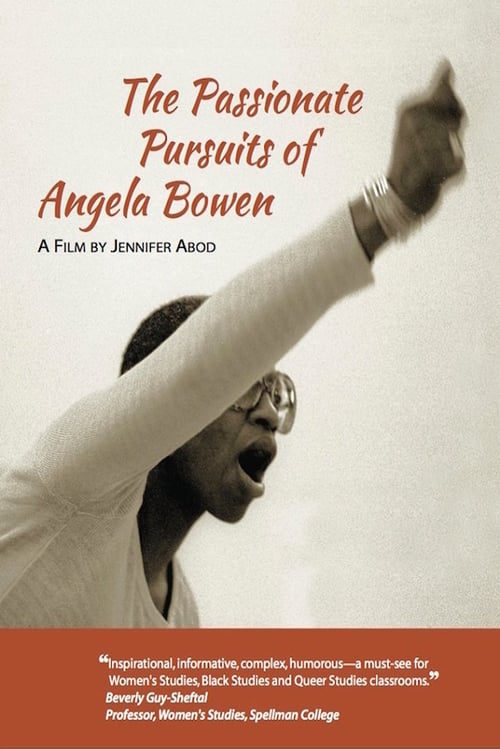 The Passionate
Pursuits of
Angela Bowen
A Film by Jennifer Abod
“Inspirational, informative, complex, humorous—a must-see for
Women's Studies, Black Studies and Queer Studies classrooms.”
Beverly Guy-Sheftal
Professor, Women's Studies, Spellman College